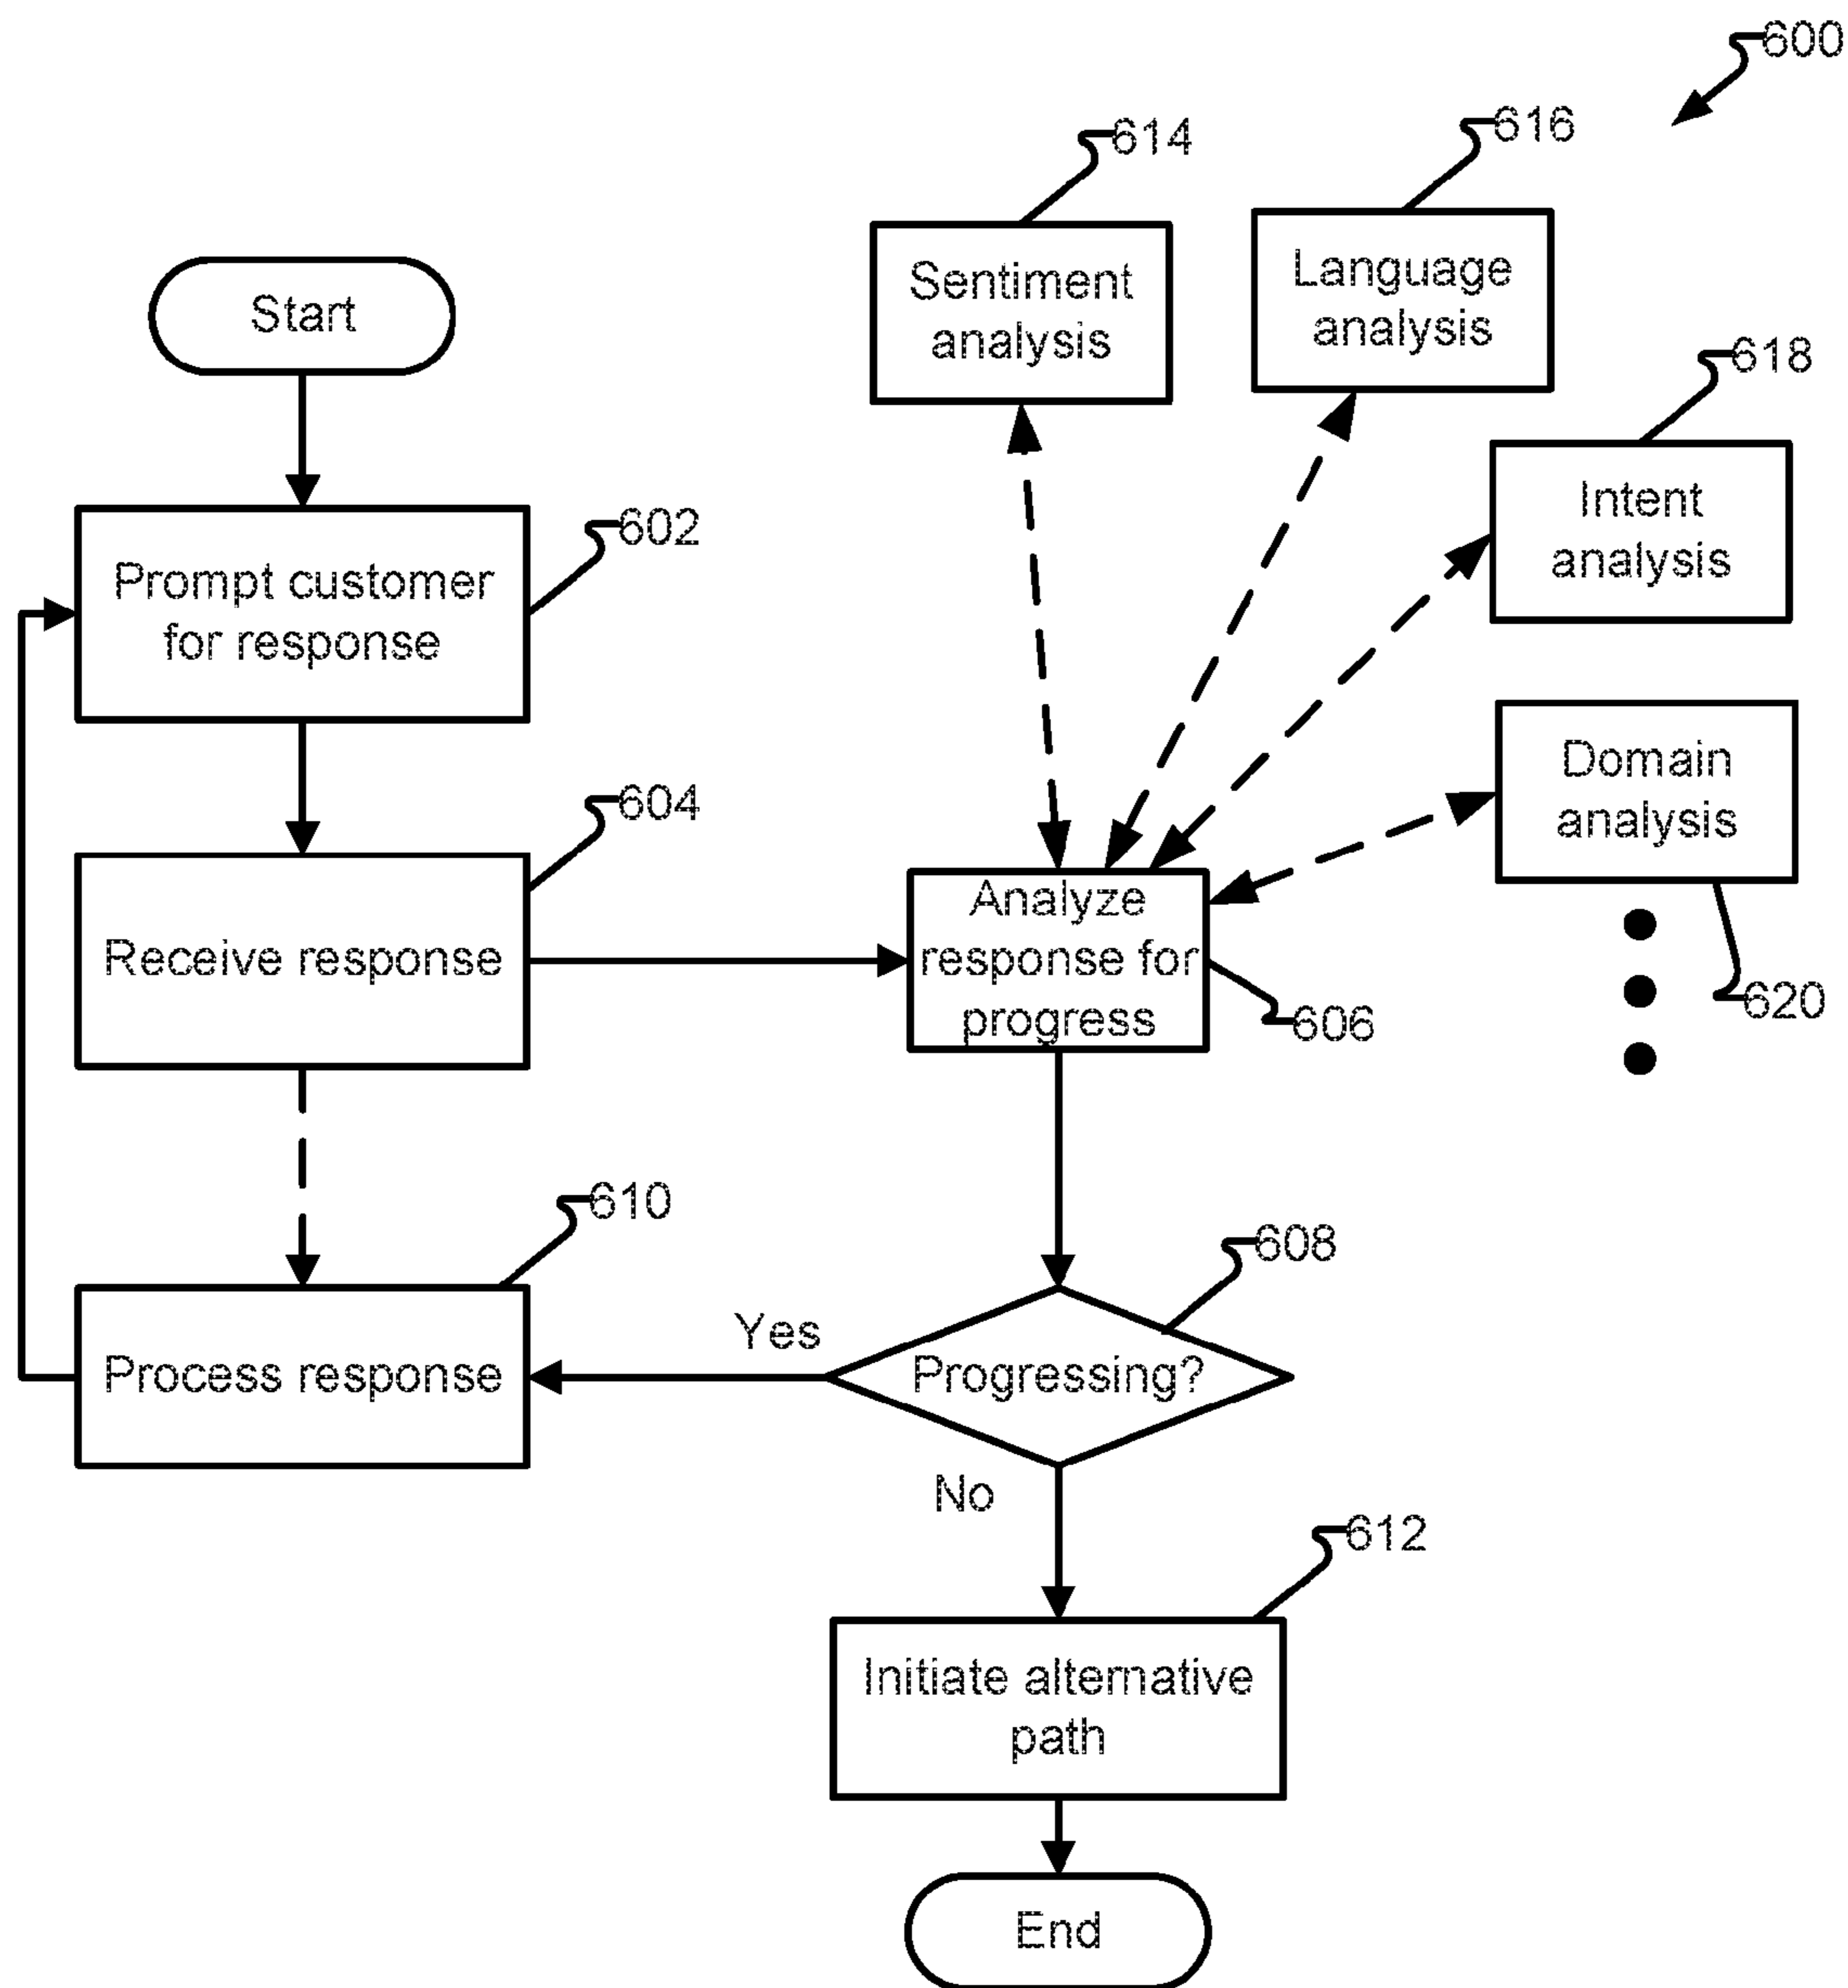 600
614
616
Sentiment
analysis
Language
analysis
Start
618
Intent
analysis
602
Prompt customer
for response
Domain
analysis
604
620
Receive response
Analyze
response for
progress
606
610
608
Yes
Process response
Progressing?
No
612
Initiate alternative
path
End